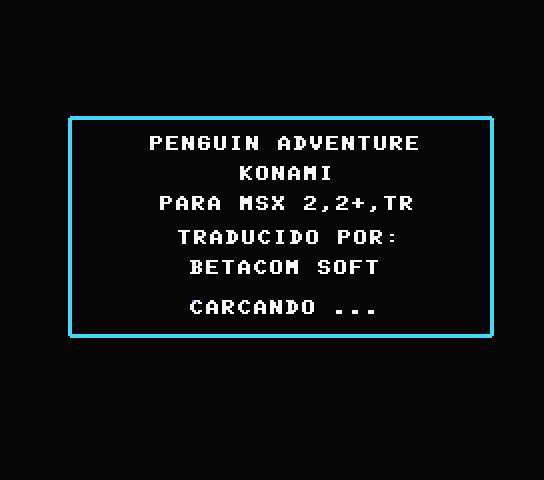 PENGUIN ADVENTURE
KONAMI
PARA MSX 2,2+,TR
TRADUCIDO POR:
BETACOM SOFT
CARCANDO ...